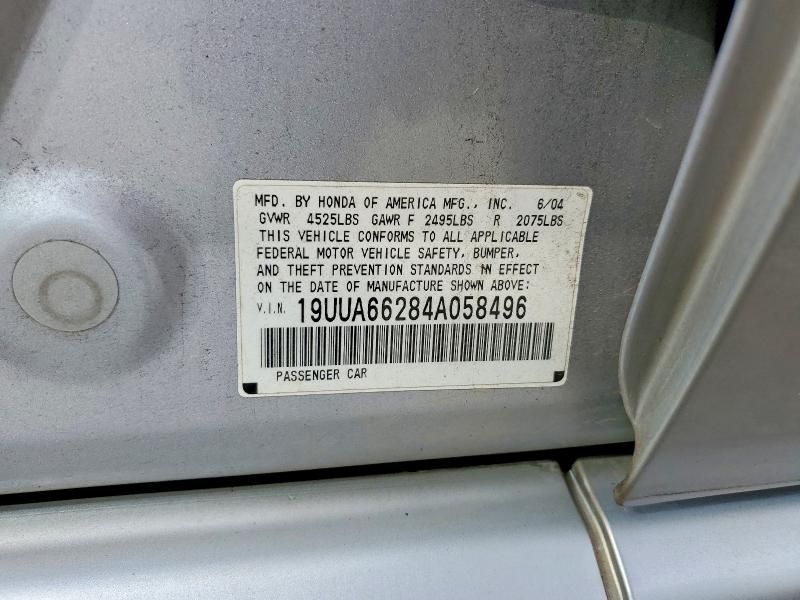 MFD. BY HONDA OF AMERICA MFG., INC. 6/04
GVWR 4525LBS GAWR F 2495LBS R 2075LBS
THIS VEHICLE CONFORMS TO ALL APPLICABLE
FEDERAL MOTOR VEHICLE SAFETY, BUMPER,
AND THEFT PREVENTION STANDARDS IN EFFECT
ON THE DATE OF MANUFACTURE SHOWN ABOVE:
V.I.N. 19UUA66284A058496
PASSENGER CAR